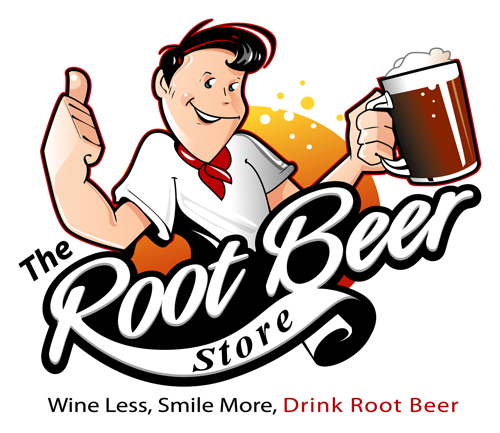 The
Root Beer
Store
Wine Less, Smile More, Drink Root Beer